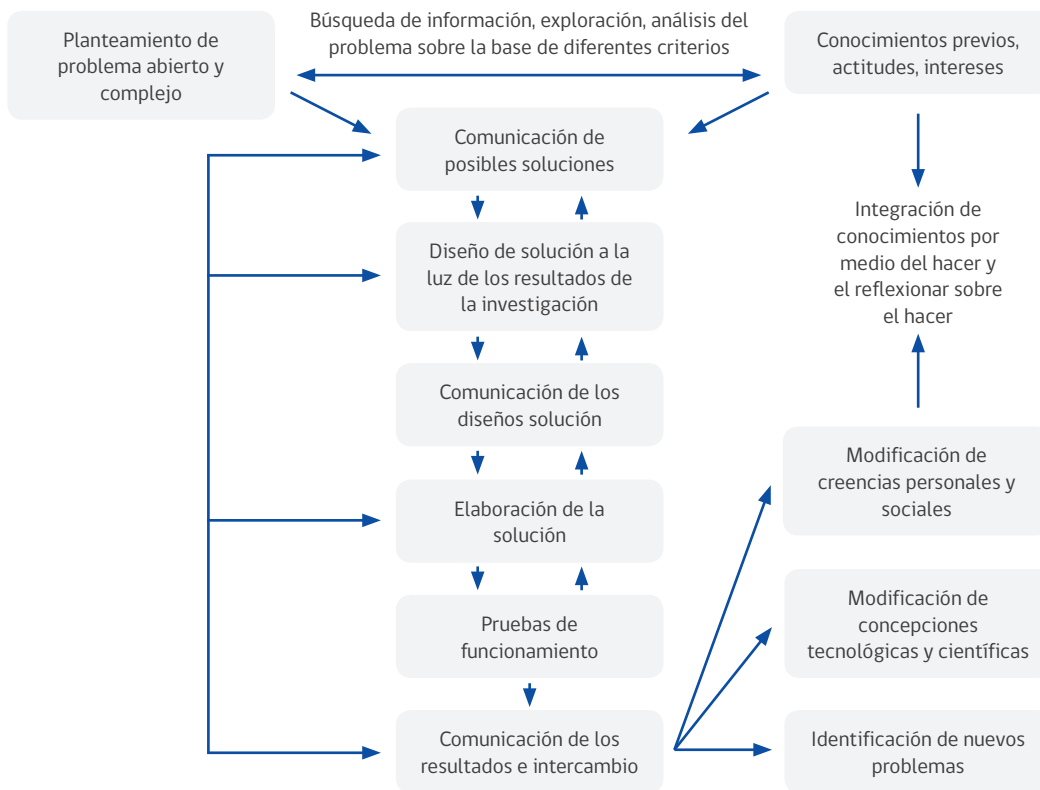 Planteamiento de
problema abierto y
complejo
Búsqueda de información, exploración, análisis del
problema sobre la base de diferentes criterios
Conocimientos previos,
actitudes, intereses
Comunicación de
posibles soluciones
Diseño de solución a la
luz de los resultados de
la investigación
Integración de
conocimientos por
medio del hacer y
el reflexionar sobre
el hacer
Comunicación de los
diseños solución
Elaboración de la
solución
Modificación de
creencias personales y
sociales
Pruebas de
funcionamiento
Modificación de
concepciones
tecnológicas y científicas
Comunicación de los
resultados e intercambio
Identificación de nuevos
problemas